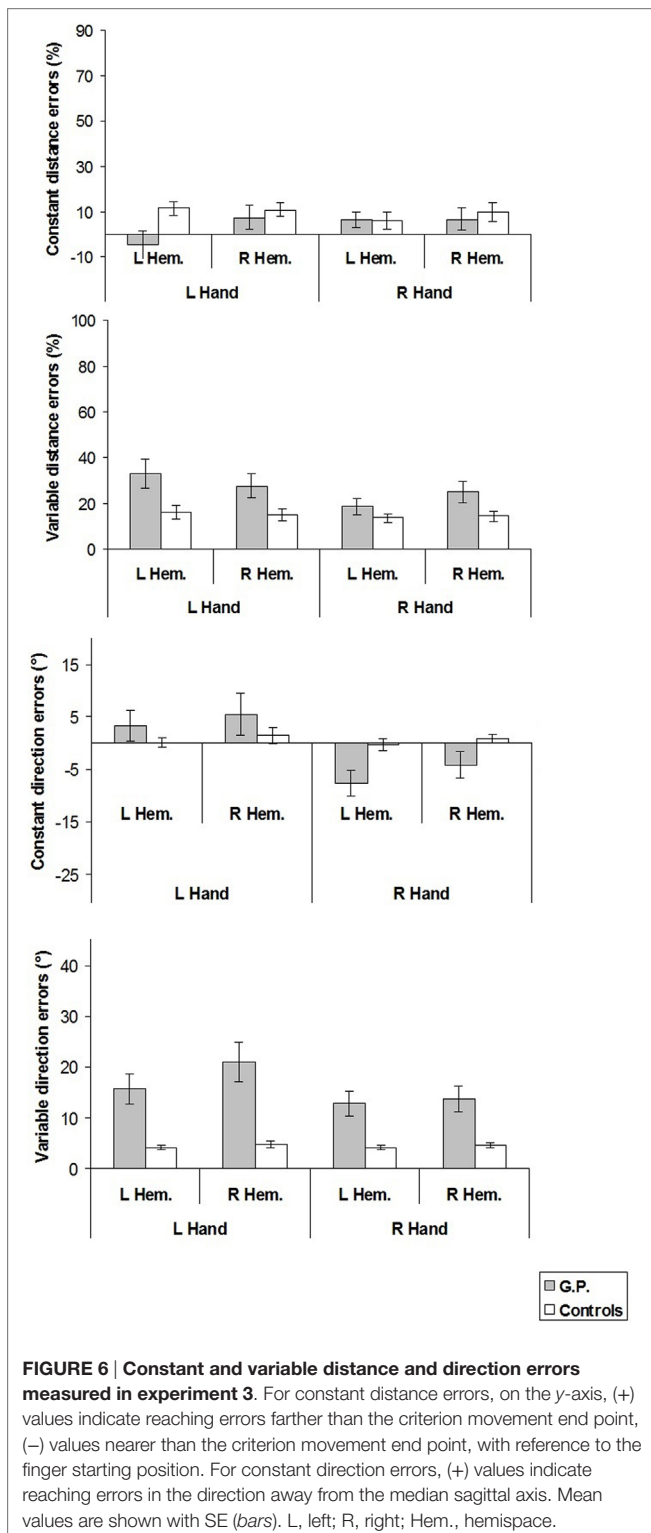 Constant distance errors (%)
90
70
50
30
10
-10
L Hem.
R Hem.
L Hem.
R Hem.
L Hand
R Hand
Variable distance errors (%)
100
80
60
40
20
0
L Hem.
R Hem.
L Hem.
R Hem.
L Hand
R Hand
Constant direction errors (°)
15
5
-5
-15
-25
L Hem.
R Hem.
L Hem.
R Hem.
L Hand
R Hand
Variable direction errors (°)
40
30
20
10
0
L Hem.
R Hem.
L Hem.
R Hem.
L Hand
R Hand
G.P.
Controls
FIGURE 6 | Constant and variable distance and direction errors
measured in experiment 3. For constant distance errors, on the y-axis, (+)
values indicate reaching errors farther than the criterion movement end point,
(−) values nearer than the criterion movement end point, with reference to the
finger starting position. For constant direction errors, (+) values indicate
reaching errors in the direction away from the median sagittal axis. Mean
values are shown with SE (bars). L, left; R, right; Hem., hemispace.